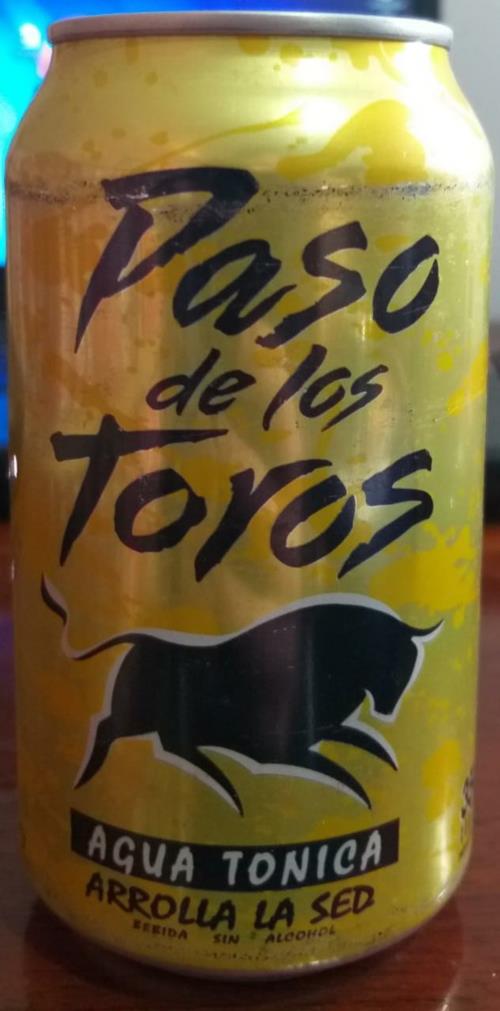 Paso
de los
Toros
AGUA TONICA
ARROLLA LA SED
BEBIDA SIN ALCOHOL